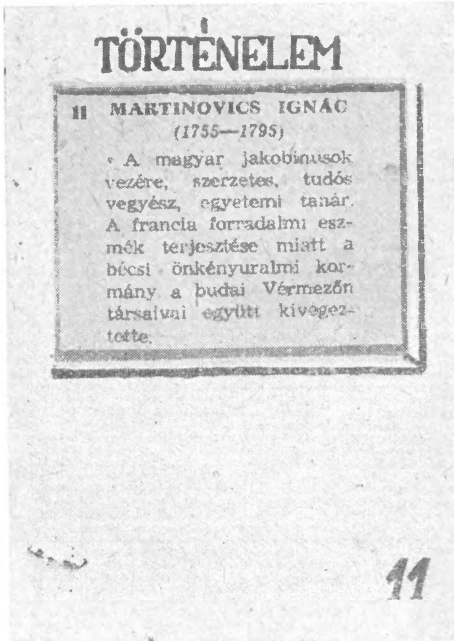 TÖRTÉNELEM
11 MARTINOVICS IGNÁC
(1755—1795)
A magyar jakobinusok
vezére, szerzetes, tudós
vegyész, egyetemi tanár.
A francia forradalmi esz-
mék terjesztése miatt a
bécsi önkényuralmi kor-
mány a budai Vérmezőn
társaival együtt kivégez-
tette.
11